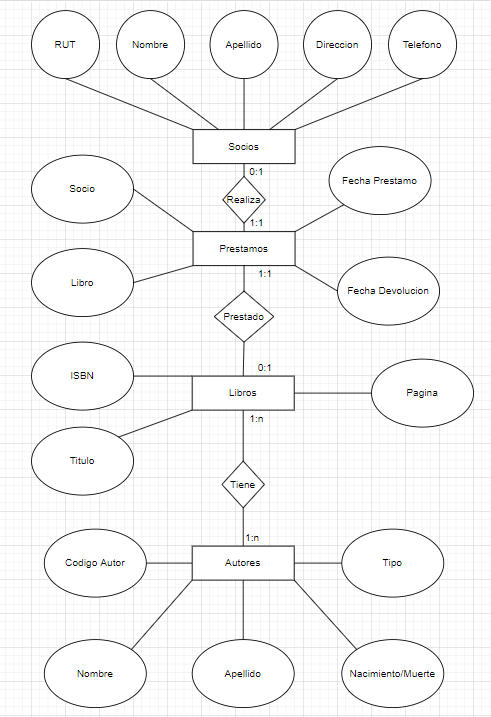 RUT
Nombre
Apellido
Direccion
Telefono
Socios
0:1
Realiza
1:1
Socio
Fecha Prestamo
Prestamos
1:1
Libro
Fecha Devolucion
Prestado
0:1
ISBN
Libros
Pagina
1:n
Titulo
Tiene
1:n
Codigo Autor
Autores
Tipo
Nombre
Apellido
Nacimiento/Muerte